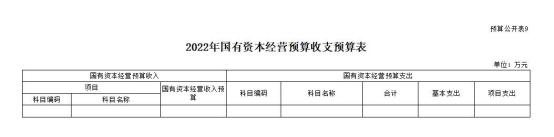 预算公开表9
2022年国有资本经营预算收支预算表
单位：万元
国有资本经营预算收入 国有资本经营预算支出
项目 国有资本经营收入预算 科目编码 科目名称 合计 基本支出 项目支出
科目编码 科目名称